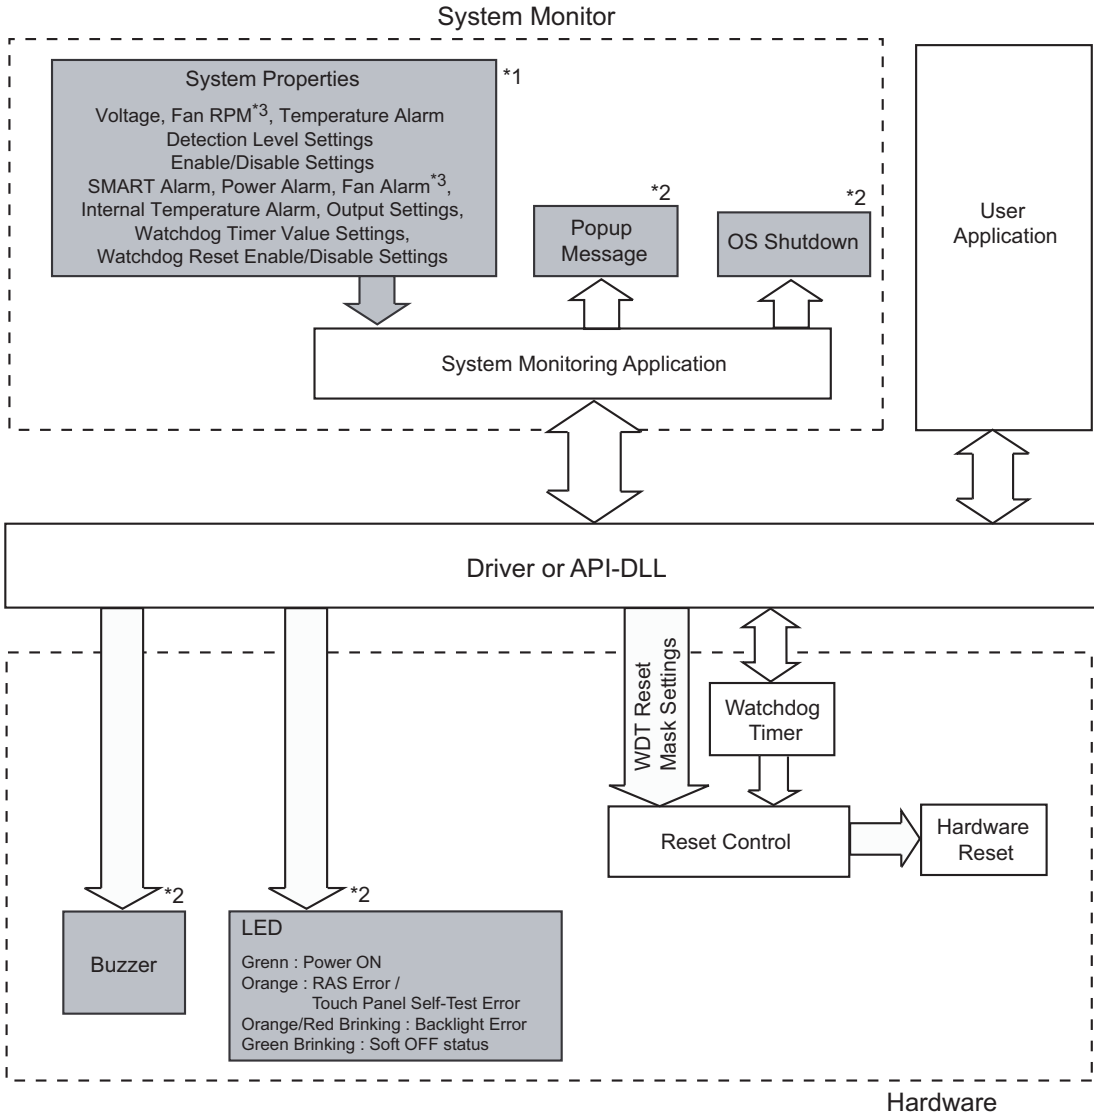 System Monitor
System Properties
*1
Voltage, Fan RPM*3, Temperature Alarm
Detection Level Settings
Enable/Disable Settings
SMART Alarm, Power Alarm, Fan Alarm*3,
Internal Temperature Alarm, Output Settings,
Watchdog Timer Value Settings,
Watchdog Reset Enable/Disable Settings
*2
Popup
Message
*2
OS Shutdown
User
Application
System Monitoring Application
Driver or API-DLL
WDT Reset
Mask Settings
Watchdog
Timer
Reset Control
Hardware
Reset
*2
Buzzer
*2
LED
Grenn : Power ON
Orange : RAS Error /
Touch Panel Self-Test Error
Orange/Red Brinking : Backlight Error
Green Brinking : Soft OFF status
Hardware